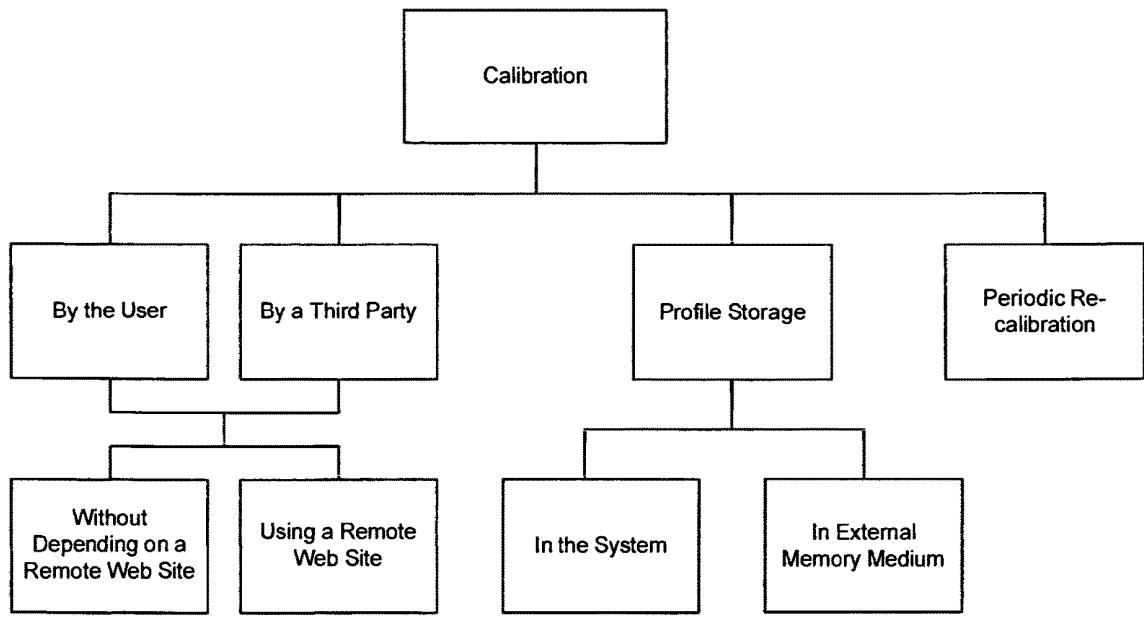 Calibration
By the User
By a Third Party
Profile Storage
Periodic Re-
calibration
Without
Depending on a
Remote Web Site
Using a Remote
Web Site
In the System
In External
Memory Medium